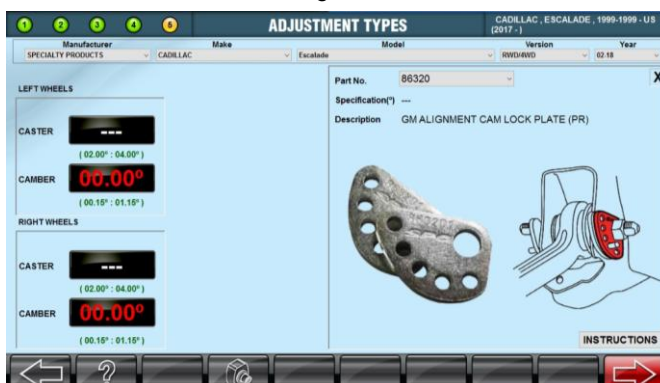 1 2 3 4 5
ADJUSTMENT TYPES
CADILLAC , ESCALADE , 1999-1999 - US
(2017 - )
Manufacturer Make Model Version Year
SPECIALTY PRODUCTS CADILLAC Escalade RWD/4WD 02-18
LEFT WHEELS
CASTER ---
( 02.00° : 04.00° )
CAMBER 00.00°
( 00.15° : 01.15° )
RIGHT WHEELS
CASTER ---
( 02.00° : 04.00° )
CAMBER 00.00°
( 00.15° : 01.15° )
Part No. 86320
X
Specification(°) ---
Description GM ALIGNMENT CAM LOCK PLATE (PR)
INSTRUCTIONS
?